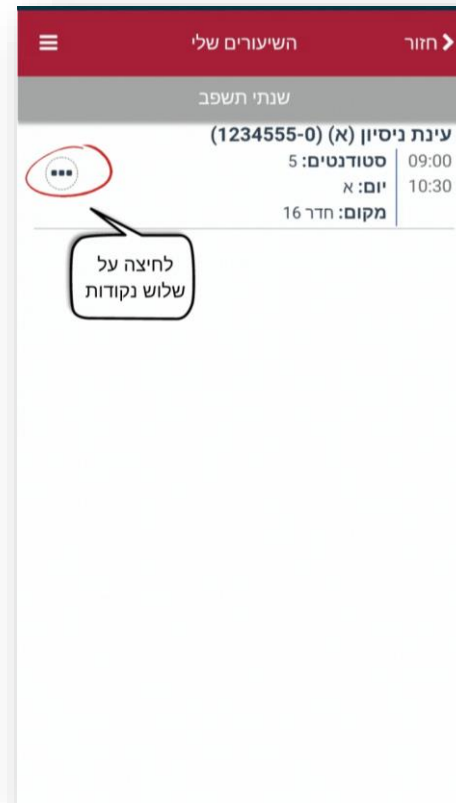 חזור
השיעורים שלי
שנתי תשפב
עינת ניסיון (א) (1234555-0)
09:00 סטודנטים: 5
10:30 יום: א
מקום: חדר 16
לחיצה על
שלוש נקודות